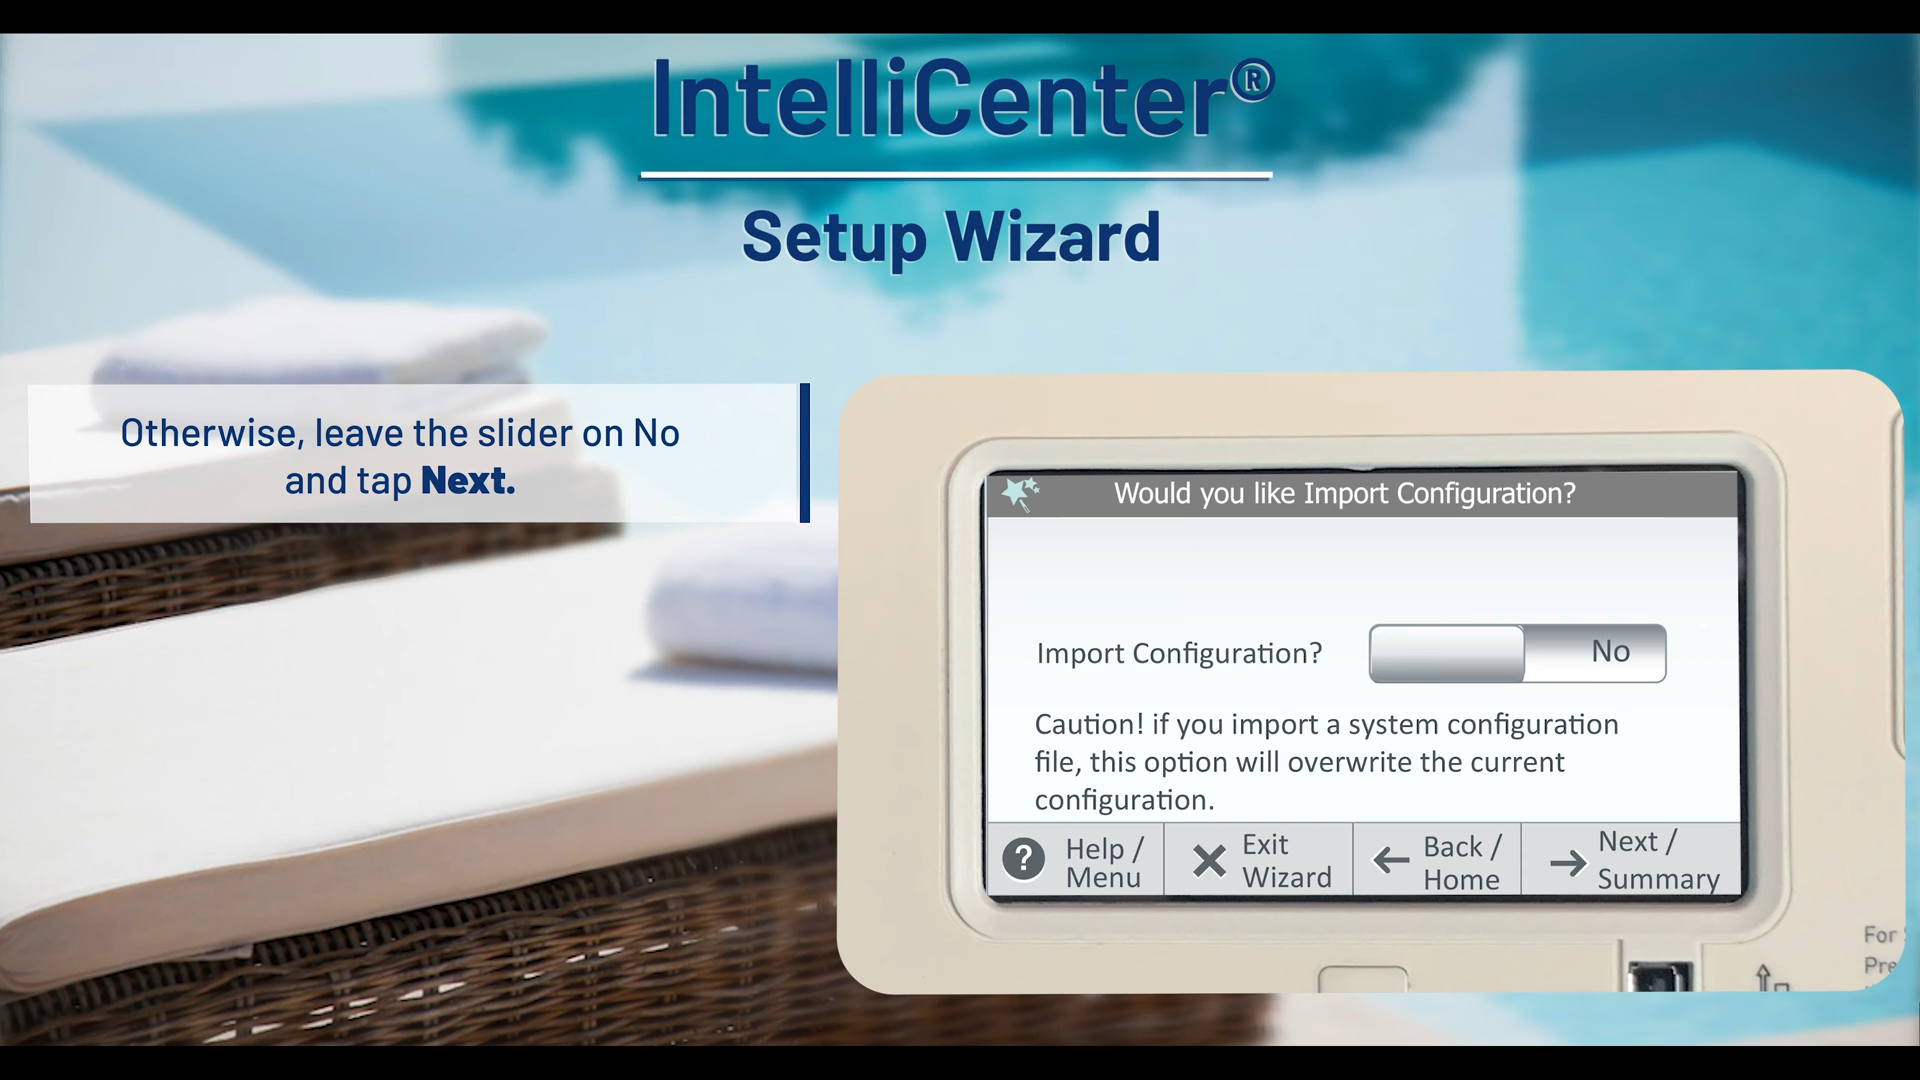 IntelliCenter®
Setup Wizard
Otherwise, leave the slider on No
and tap Next.
Would you like Import Configuration?
Import Configuration?
No
Caution! if you import a system configuration
file, this option will overwrite the current
configuration.
? Help /
Menu
Exit
Wizard
Back /
Home
Next /
Summary
For